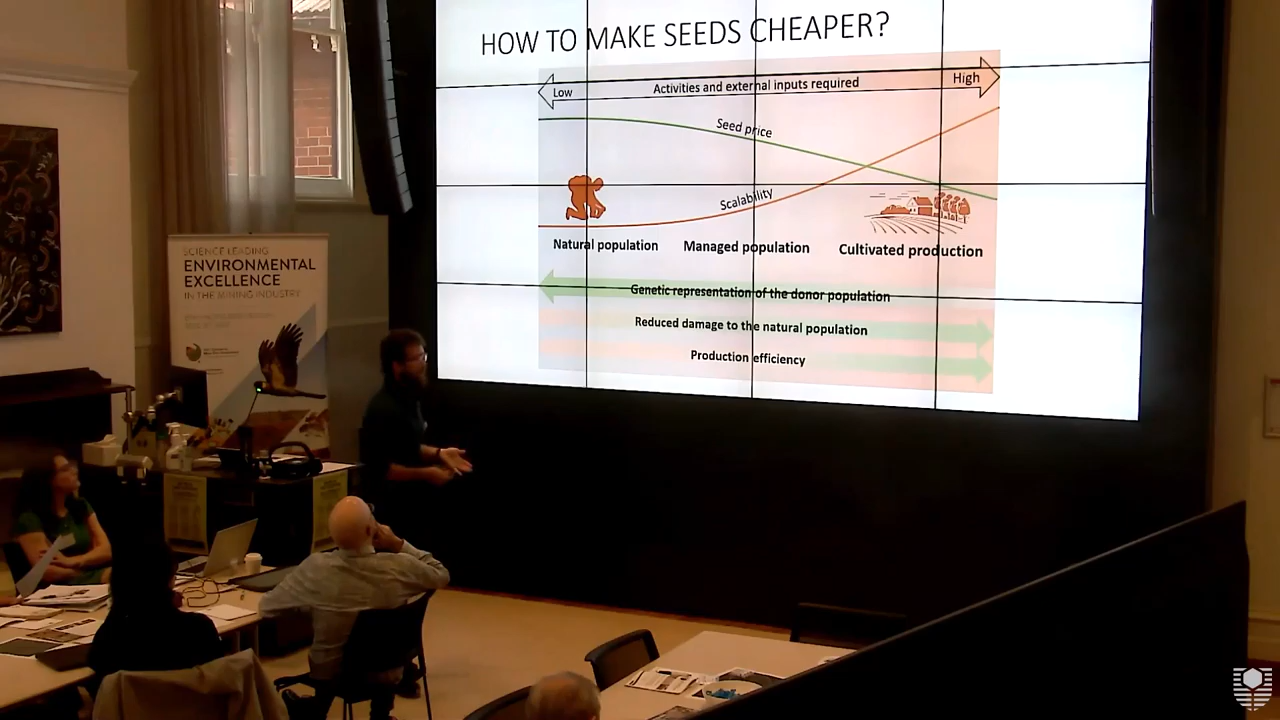 HOW TO MAKE SEEDS CHEAPER?
Low
Activities and external inputs required
High
Seed price
Scalability
Natural population
Managed population
Cultivated production
Genetic representation of the donor population
Reduced damage to the natural population
Production efficiency
SCIENCE LEADING
ENVIRONMENTAL
EXCELLENCE
IN THE MINING INDUSTRY